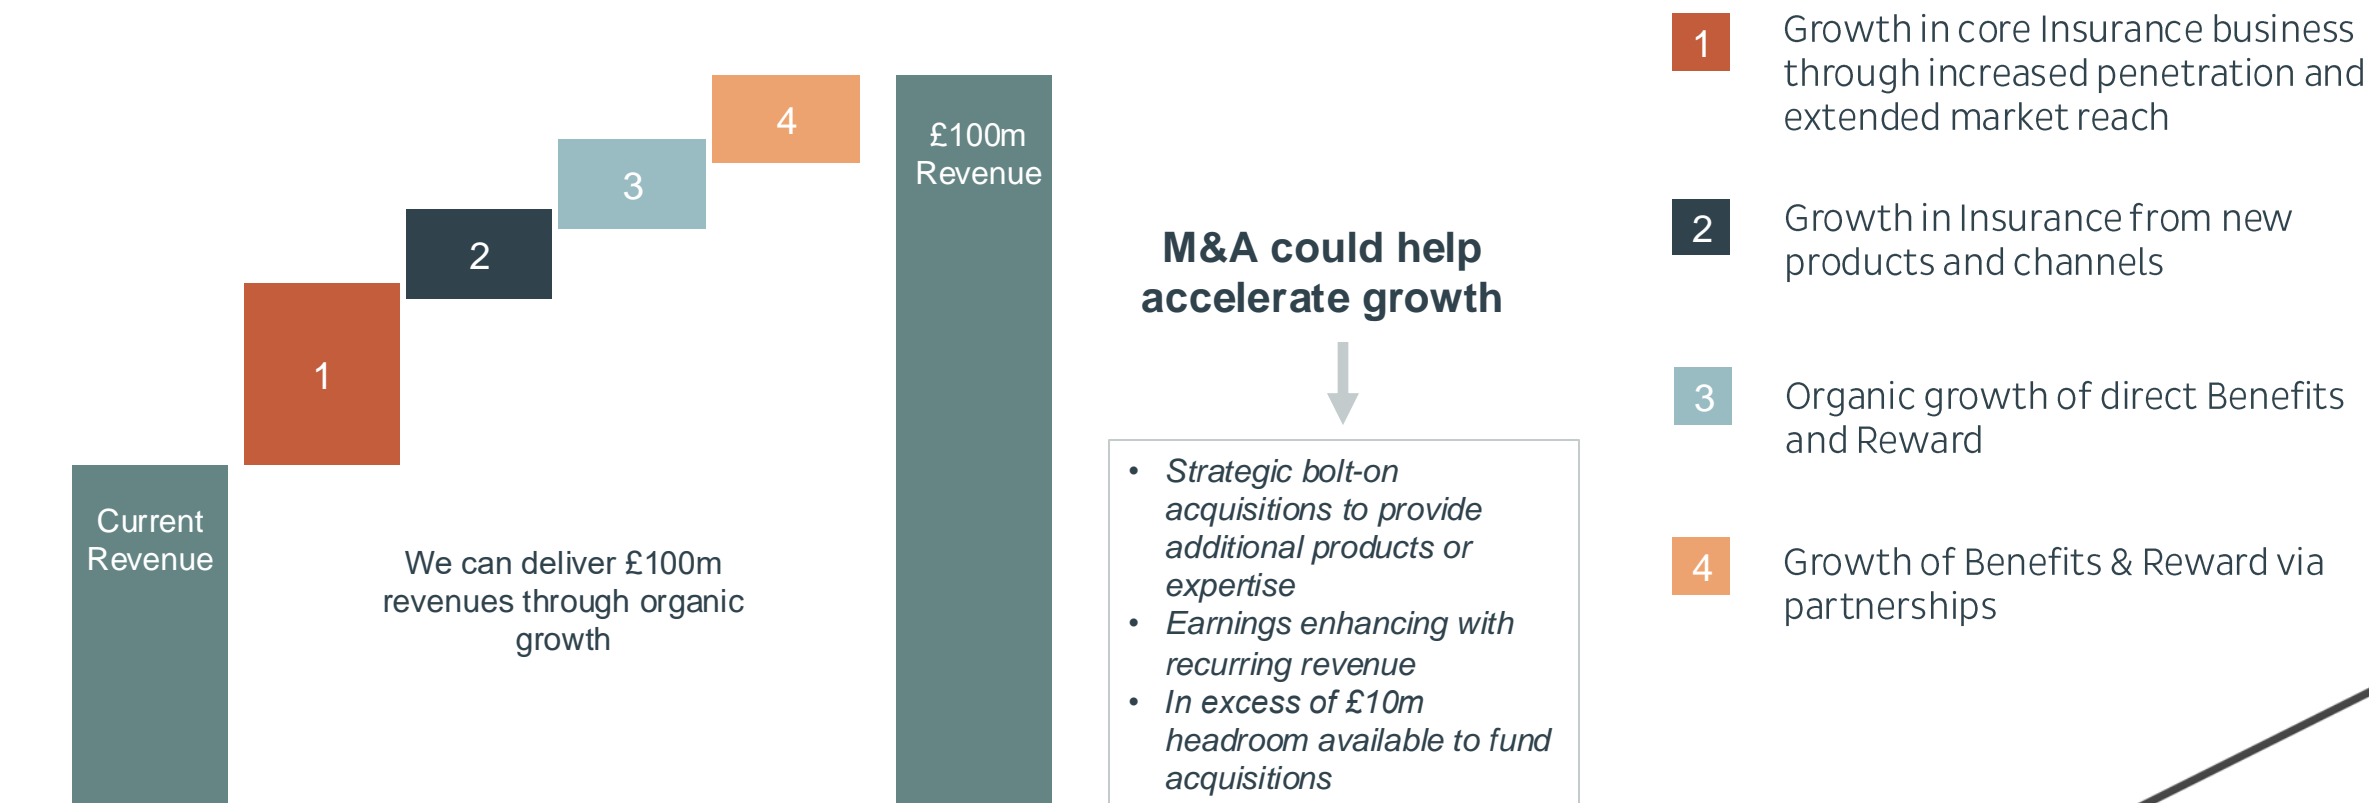 Current
Revenue
1
2
3
4
£100m
Revenue
We can deliver £100m
revenues through organic
growth
M&A could help
accelerate growth
• Strategic bolt-on
acquisitions to provide
additional products or
expertise
• Earnings enhancing with
recurring revenue
• In excess of £10m
headroom available to fund
acquisitions
1 Growth in core Insurance business
through increased penetration and
extended market reach
2 Growth in Insurance from new
products and channels
3 Organic growth of direct Benefits
and Reward
4 Growth of Benefits & Reward via
partnerships